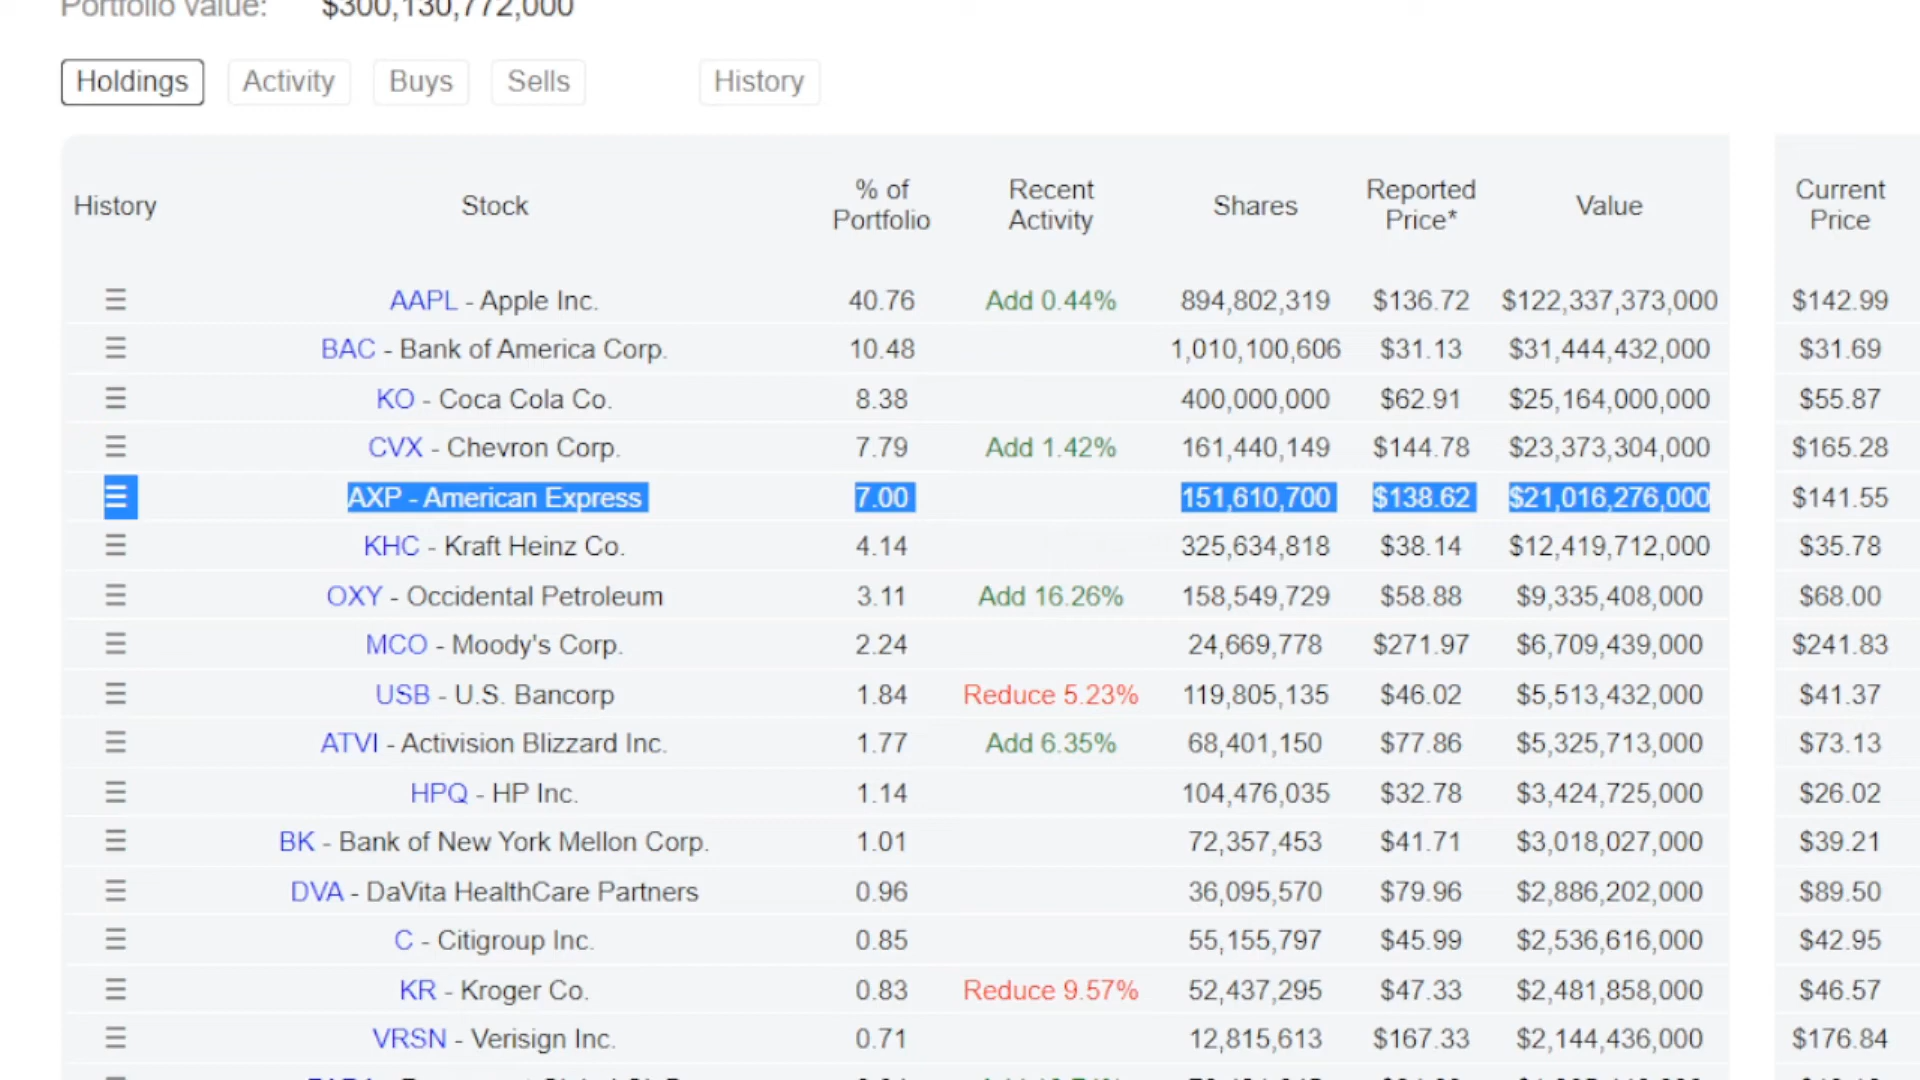 Portfolio Value: $300,130,772,000
Holdings Activity Buys Sells History
History Stock % of Portfolio Recent Activity Shares Reported Price* Value Current Price
AAPL - Apple Inc. 40.76 Add 0.44% 894,802,319 $136.72 $122,337,373,000 $142.99
BAC - Bank of America Corp. 10.48 1,010,100,606 $31.13 $31,444,432,000 $31.69
KO - Coca Cola Co. 8.38 400,000,000 $62.91 $25,164,000,000 $55.87
CVX - Chevron Corp. 7.79 Add 1.42% 161,440,149 $144.78 $23,373,304,000 $165.28
AXP - American Express 7.00 151,610,700 $138.62 $21,016,276,000 $141.55
KHC - Kraft Heinz Co. 4.14 325,634,818 $38.14 $12,419,712,000 $35.78
OXY - Occidental Petroleum 3.11 Add 16.26% 158,549,729 $58.88 $9,335,408,000 $68.00
MCO - Moody's Corp. 2.24 24,669,778 $271.97 $6,709,439,000 $241.83
USB - U.S. Bancorp 1.84 Reduce 5.23% 119,805,135 $46.02 $5,513,432,000 $41.37
ATVI - Activision Blizzard Inc. 1.77 Add 6.35% 68,401,150 $77.86 $5,325,713,000 $73.13
HPQ - HP Inc. 1.14 104,476,035 $32.78 $3,424,725,000 $26.02
BK - Bank of New York Mellon Corp. 1.01 72,357,453 $41.71 $3,018,027,000 $39.21
DVA - DaVita HealthCare Partners 0.96 36,095,570 $79.96 $2,886,202,000 $89.50
C - Citigroup Inc. 0.85 55,155,797 $45.99 $2,536,616,000 $42.95
KR - Kroger Co. 0.83 Reduce 9.57% 52,437,295 $47.33 $2,481,858,000 $46.57
VRSN - Verisign Inc. 0.71 12,815,613 $167.33 $2,144,436,000 $176.84